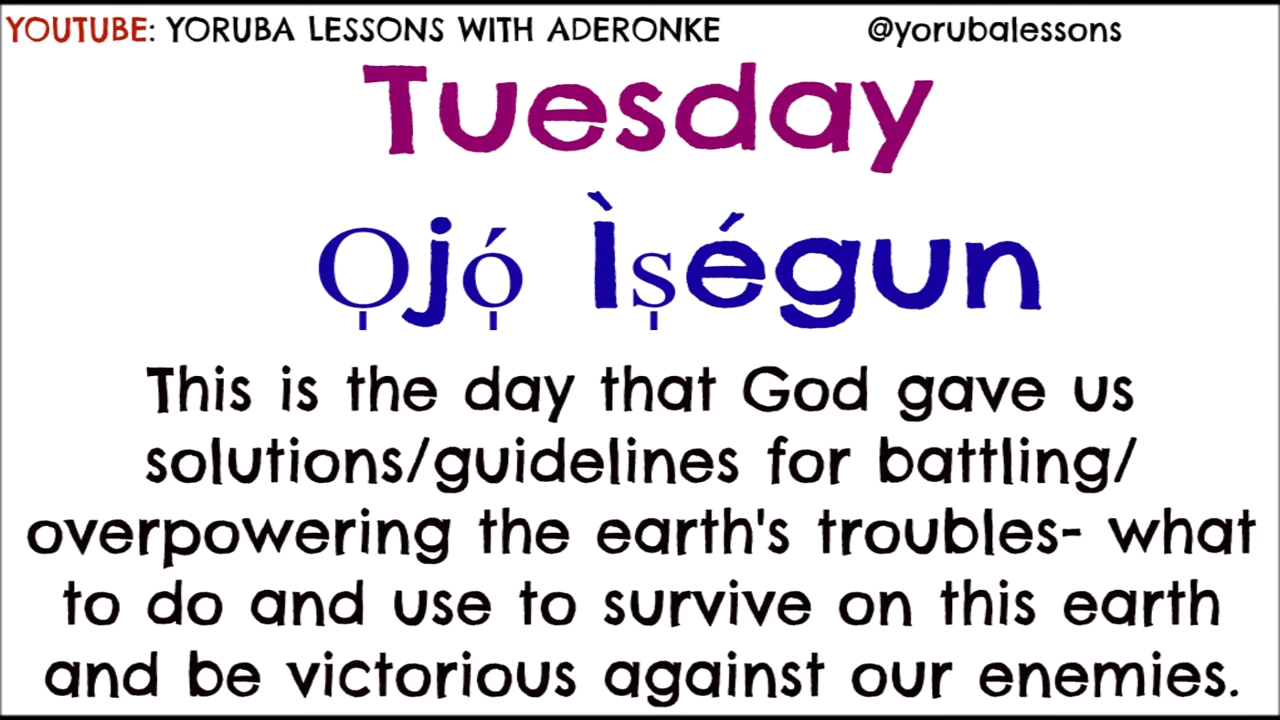 YOUTUBE: YORUBA LESSONS WITH ADERONKE @yorubalessons
Tuesday
Ọjọ́ Ìṣégun
This is the day that God gave us
solutions/guidelines for battling/
overpowering the earth's troubles- what
to do and use to survive on this earth
and be victorious against our enemies.